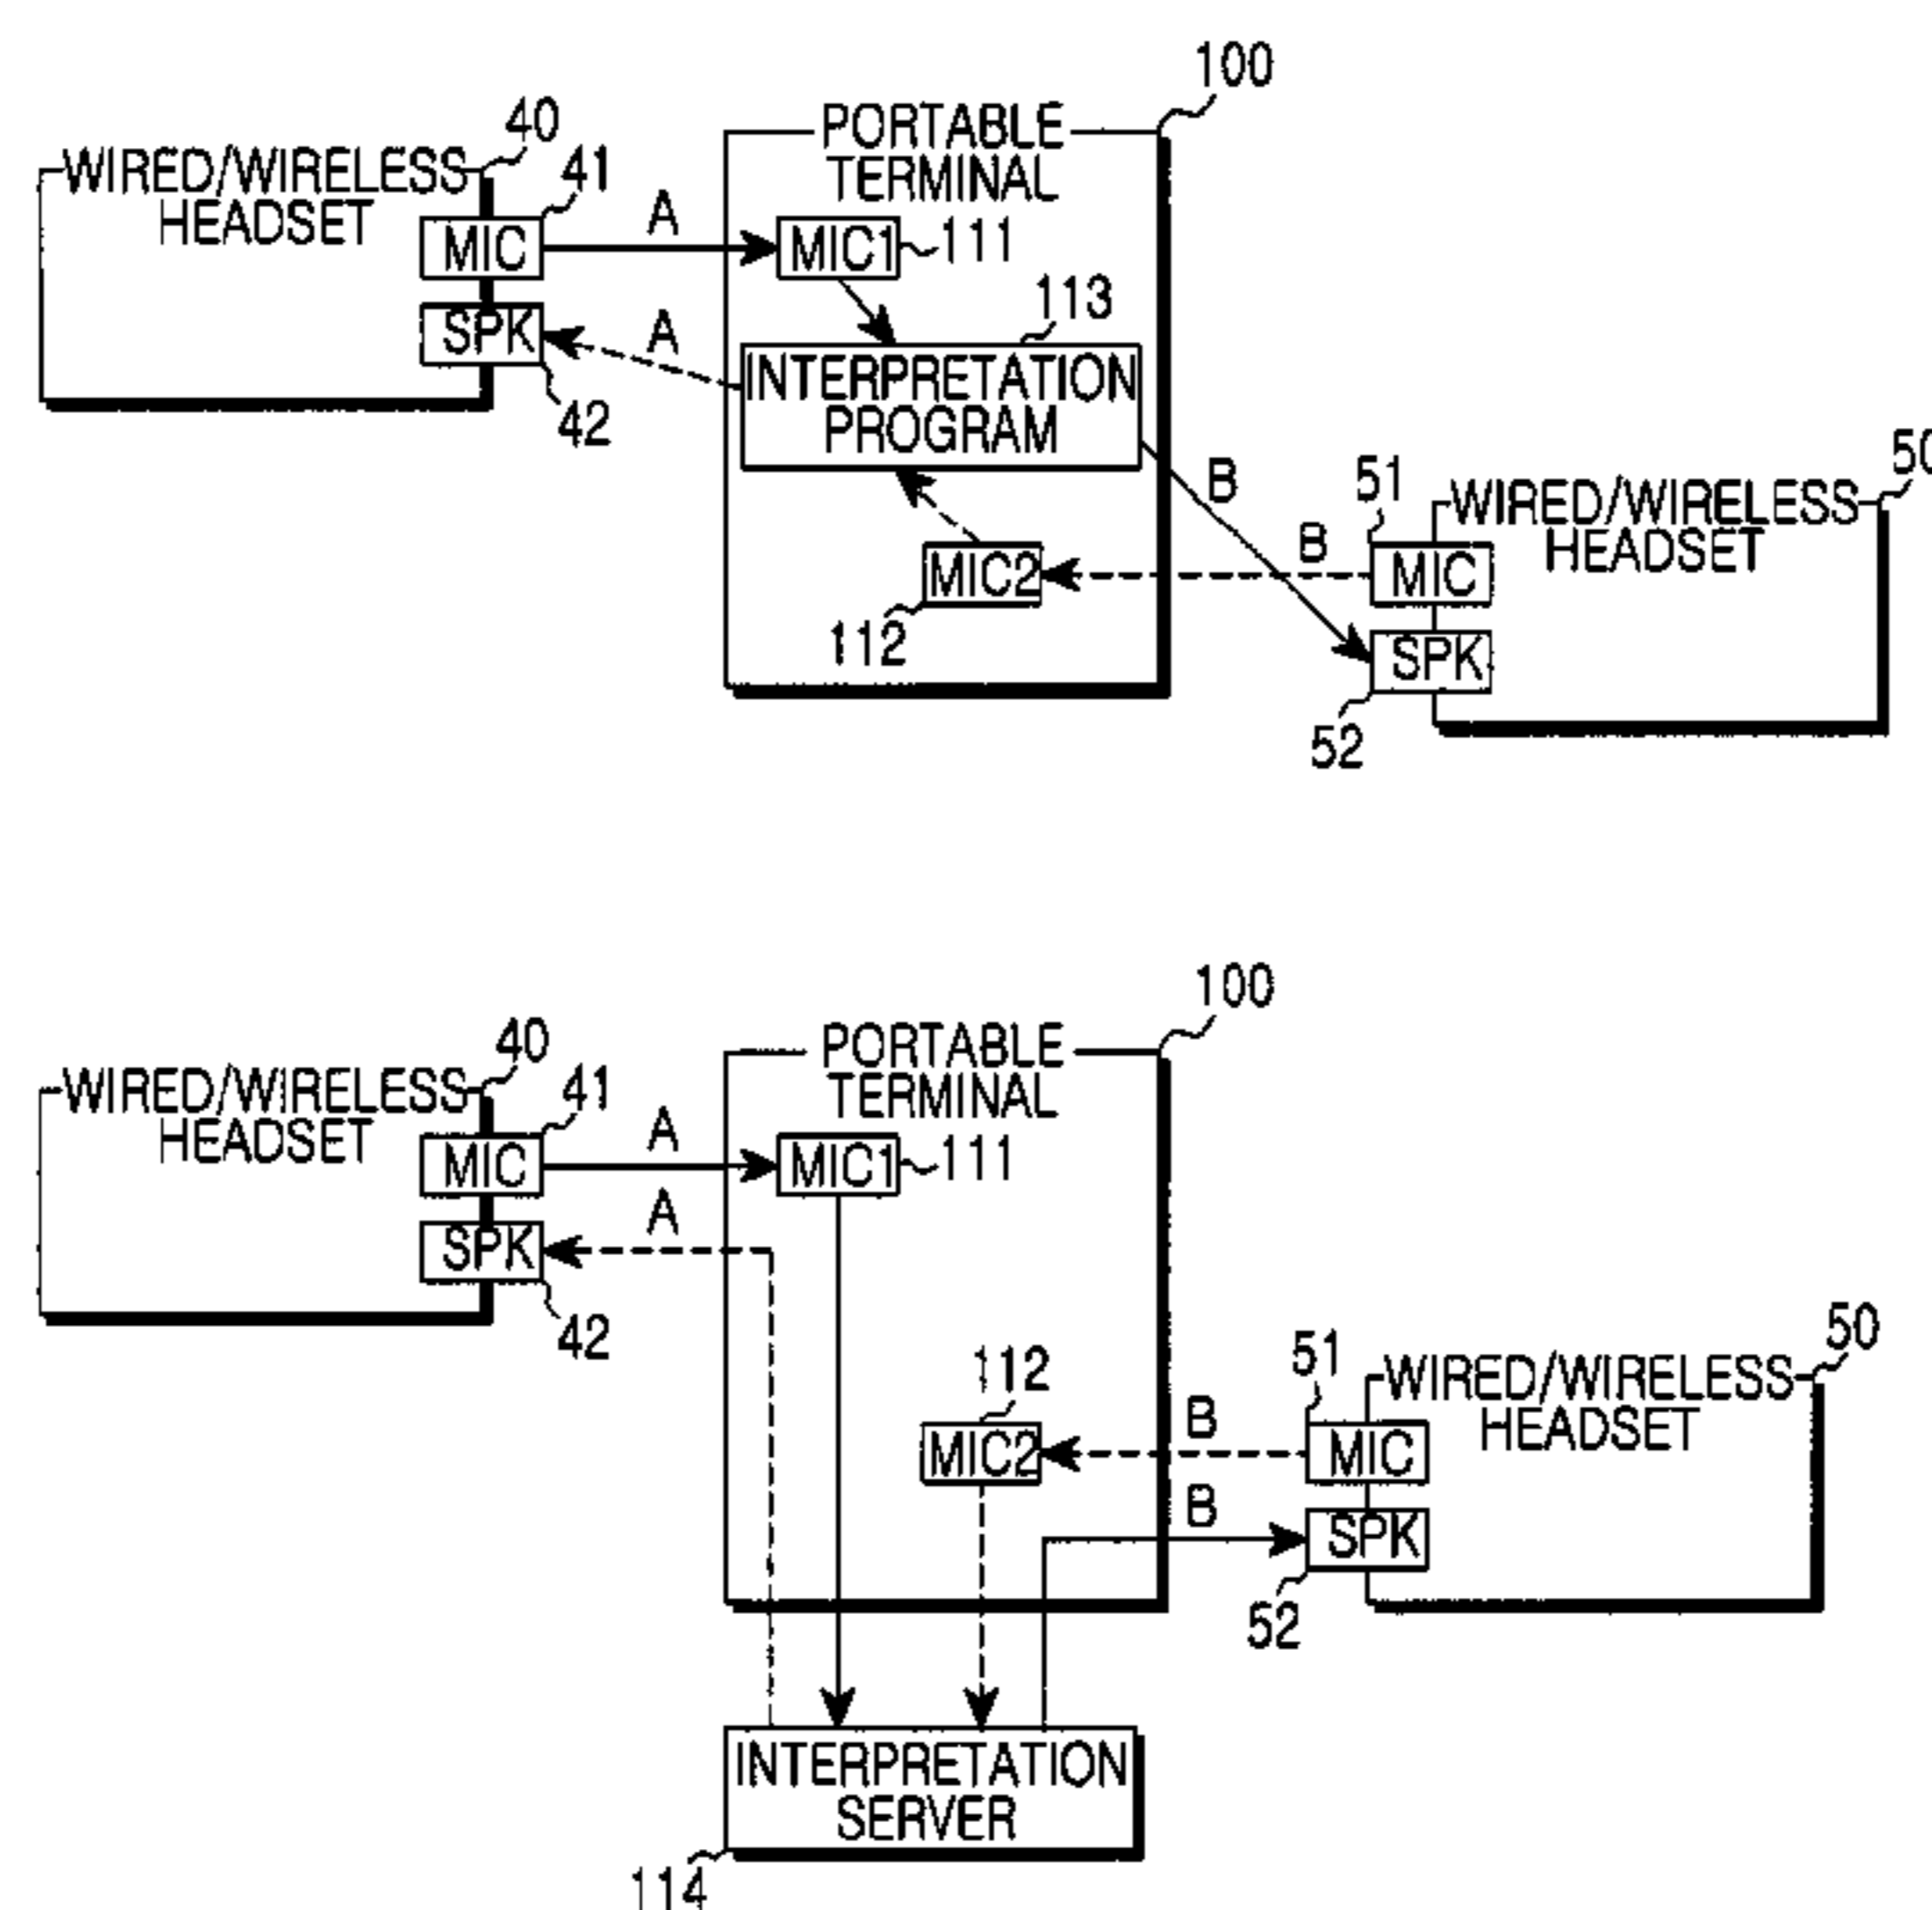 100
PORTABLE
TERMINAL
40
WIRED/WIRELESS
HEADSET
41
MIC
A
MIC1
111
SPK
A
42
113
INTERPRETATION
PROGRAM
B
51
50
WIRED/WIRELESS
HEADSET
MIC2
B
MIC
112
SPK
52
100
PORTABLE
TERMINAL
40
WIRED/WIRELESS
HEADSET
41
MIC
A
MIC1
111
SPK
A
42
112
51
50
WIRED/WIRELESS
HEADSET
MIC2
B
MIC
B
SPK
52
INTERPRETATION
SERVER
114